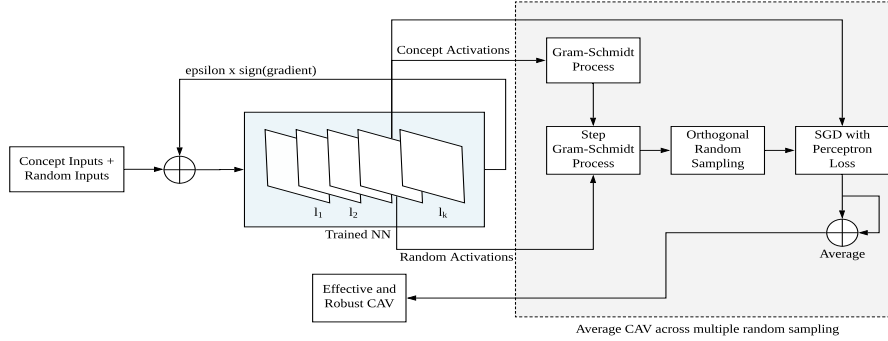 Concept Activations
Gram-Schmidt
Process
epsilon x sign(gradient)
Concept Inputs +
Random Inputs
Step
Gram-Schmidt
Process
Orthogonal
Random
Sampling
SGD with
Perceptron
Loss
l₁
l₂
lₖ
Trained NN
Random Activations
Average
Effective and
Robust CAV
Average CAV across multiple random sampling